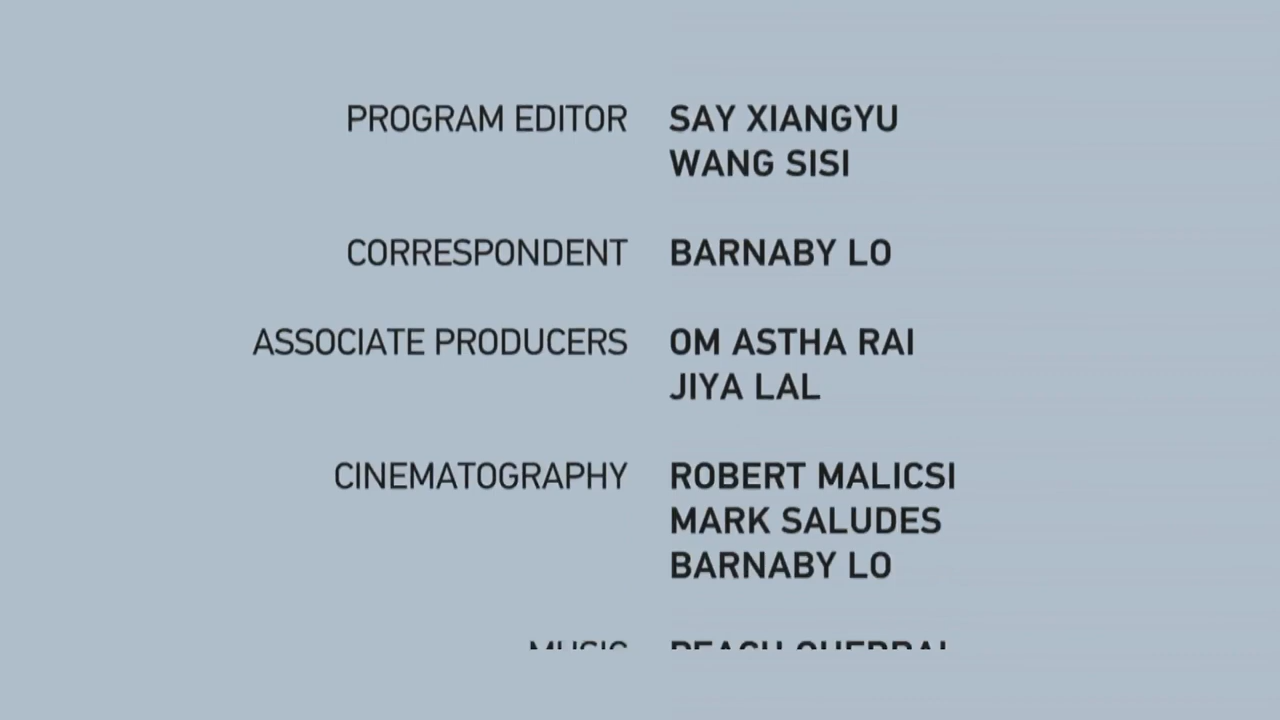 PROGRAM EDITOR SAY XIANGYU
WANG SISI
CORRESPONDENT BARNABY LO
ASSOCIATE PRODUCERS OM ASTHA RAI
JIYA LAL
CINEMATOGRAPHY ROBERT MALICSI
MARK SALUDES
BARNABY LO
MUSIC